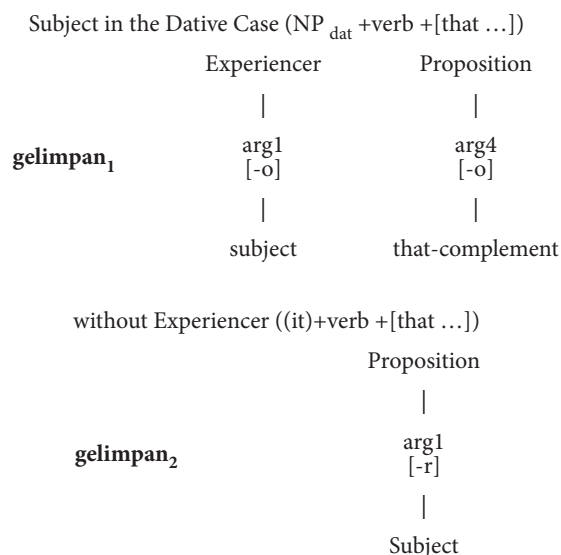 Subject in the Dative Case (NP dat +verb +[that …])
Experiencer Proposition
| |
gelimpan1 arg1 arg4
[-o] [-o]
| |
subject that-complement
without Experiencer ((it)+verb +[that …])
Proposition
|
gelimpan2 arg1
[-r]
|
Subject